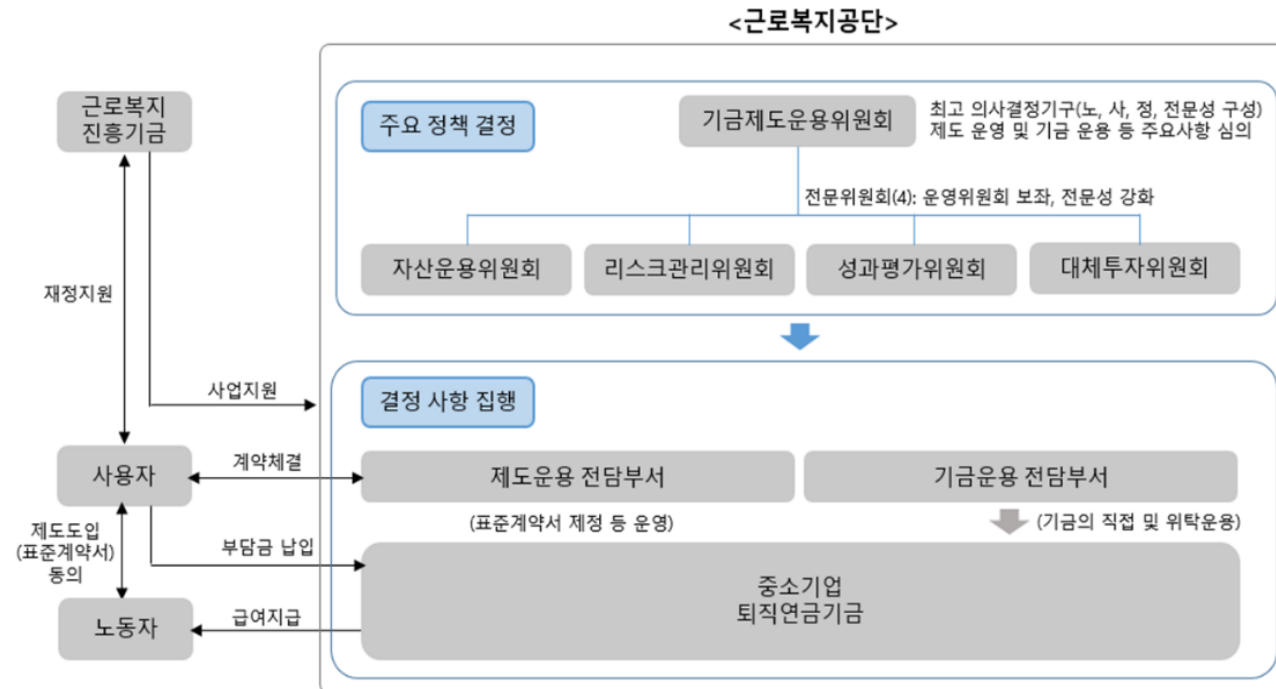 <근로복지공단>
근로복지
진흥기금
주요 정책 결정
기금제도운용위원회
최고 의사결정기구(노, 사, 정, 전문성 구성)
제도 운영 및 기금 운용 등 주요사항 심의
전문위원회(4): 운영위원회 보좌, 전문성 강화
자산운용위원회
리스크관리위원회
성과평가위원회
대체투자위원회
재정지원
사업지원
결정 사항 집행
사용자
계약체결
제도운용 전담부서
기금운용 전담부서
(표준계약서 제정 등 운영)
(기금의 직접 및 위탁운용)
제도도입
(표준계약서)
동의
부담금 납입
중소기업
퇴직연금기금
급여지급
노동자